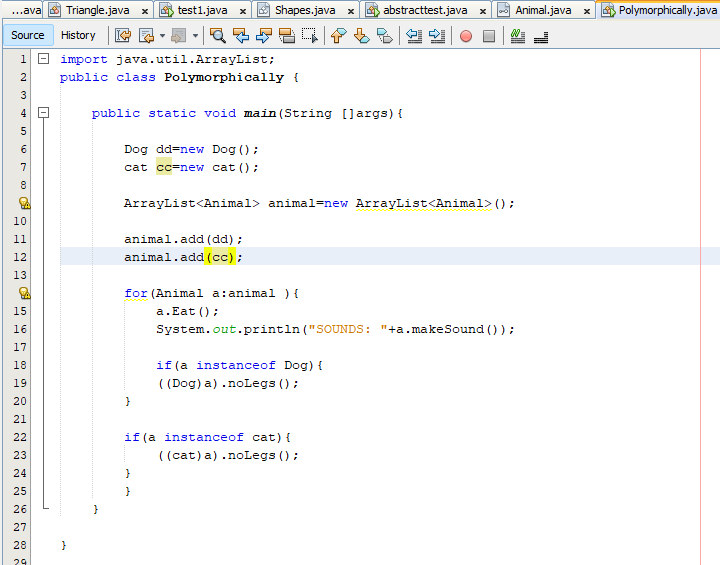 ...ava Triangle.java test1.java Shapes.java abstracttest.java Animal.java Polymorphically.java
Source History
1 import java.util.ArrayList;
2 public class Polymorphically {
3
4 public static void main(String []args){
5
6 Dog dd=new Dog();
7 cat cc=new cat();
8
ArrayList<Animal> animal=new ArrayList<Animal>();
10
11 animal.add(dd);
12 animal.add(cc);
13
for(Animal a:animal ){
15 a.Eat();
16 System.out.println("SOUNDS: "+a.makeSound());
17
18 if(a instanceof Dog){
19 ((Dog)a).noLegs();
20 }
21
22 if(a instanceof cat){
23 ((cat)a).noLegs();
24 }
25 }
26 }
27
28 }
29